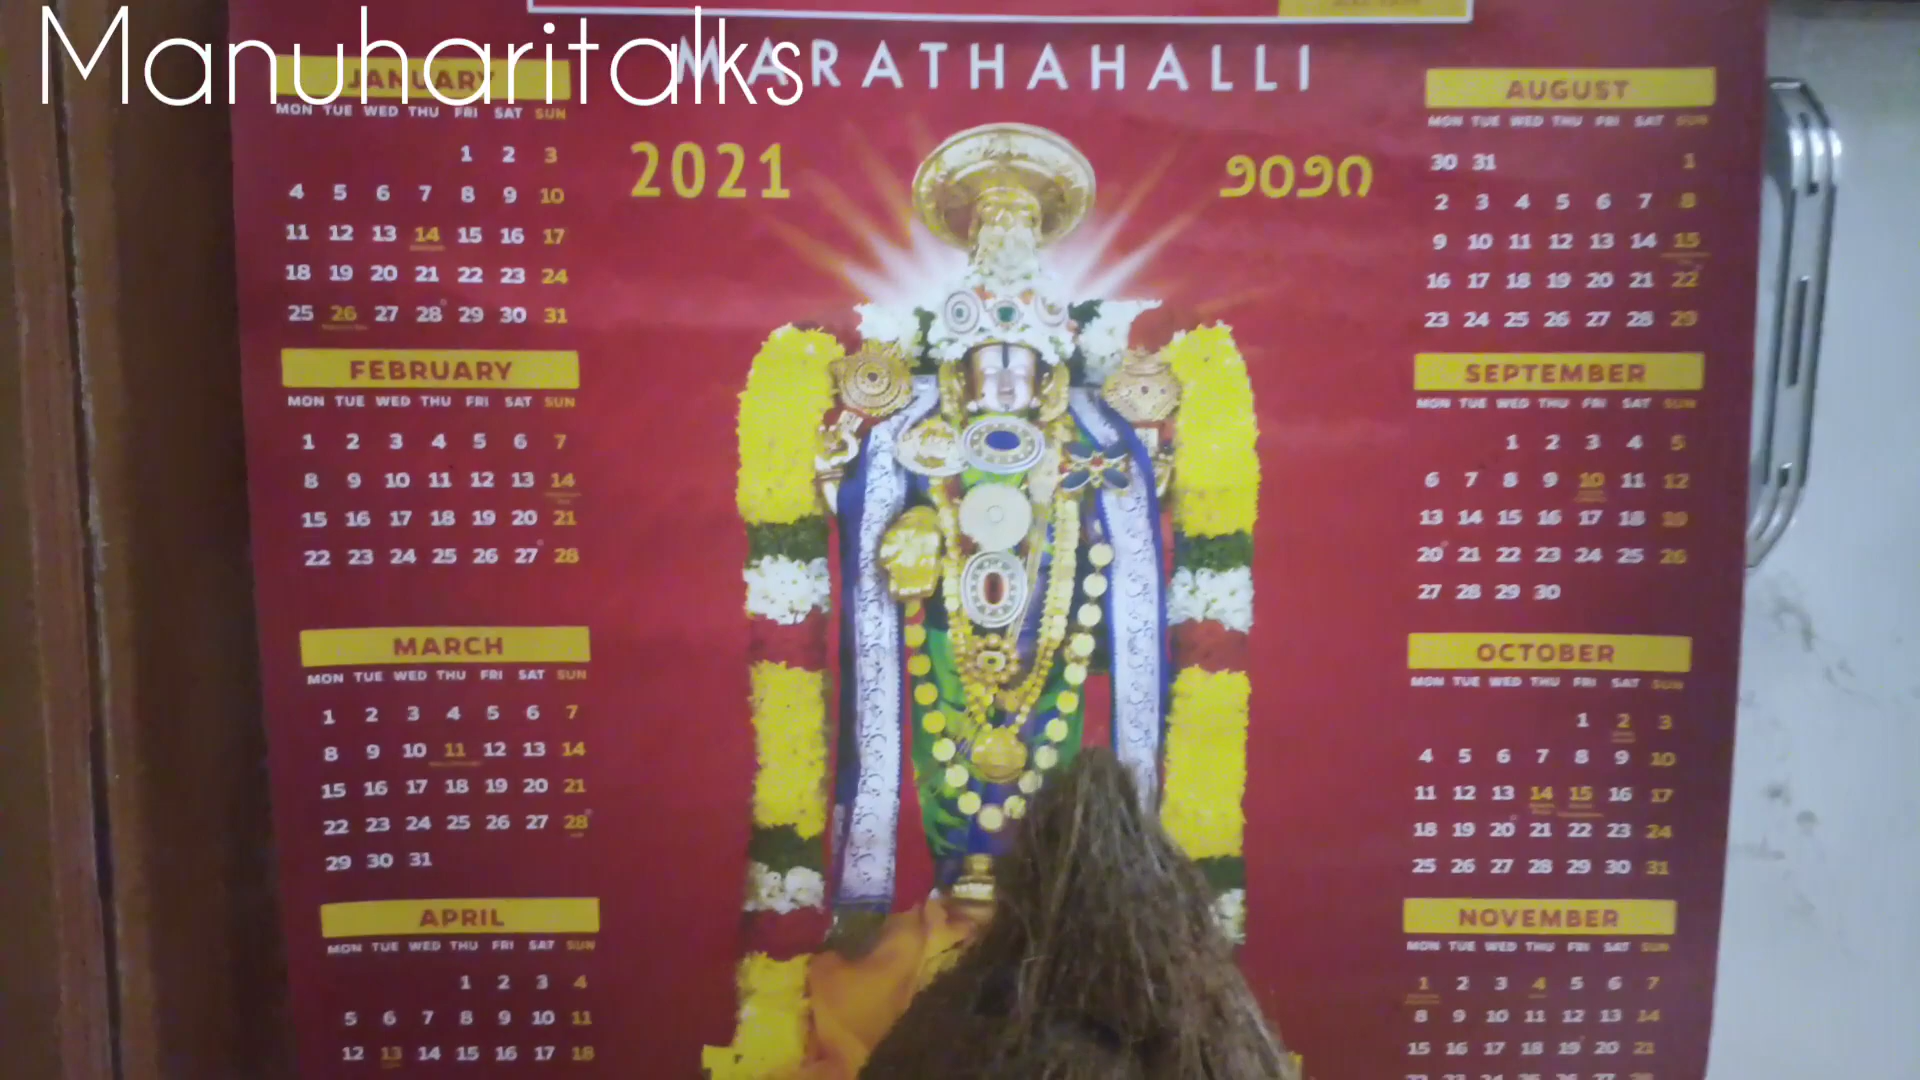 Manuharitalks
MARATHAHALLI
2021
೨೦೨೧
JANUARY
MON TUE WED THU FRI SAT SUN
1 2 3
4 5 6 7 8 9 10
11 12 13 14 15 16 17
18 19 20 21 22 23 24
25 26 27 28 29 30 31
FEBRUARY
MON TUE WED THU FRI SAT SUN
1 2 3 4 5 6 7
8 9 10 11 12 13 14
15 16 17 18 19 20 21
22 23 24 25 26 27 28
MARCH
MON TUE WED THU FRI SAT SUN
1 2 3 4 5 6 7
8 9 10 11 12 13 14
15 16 17 18 19 20 21
22 23 24 25 26 27 28
29 30 31
APRIL
MON TUE WED THU FRI SAT SUN
1 2 3 4
5 6 7 8 9 10 11
12 13 14 15 16 17 18
AUGUST
MON TUE WED THU FRI SAT SUN
30 31 1
2 3 4 5 6 7 8
9 10 11 12 13 14 15
16 17 18 19 20 21 22
23 24 25 26 27 28 29
SEPTEMBER
MON TUE WED THU FRI SAT SUN
1 2 3 4 5
6 7 8 9 10 11 12
13 14 15 16 17 18 19
20 21 22 23 24 25 26
27 28 29 30
OCTOBER
MON TUE WED THU FRI SAT SUN
1 2 3
4 5 6 7 8 9 10
11 12 13 14 15 16 17
18 19 20 21 22 23 24
25 26 27 28 29 30 31
NOVEMBER
MON TUE WED THU FRI SAT SUN
1 2 3 4 5 6 7
8 9 10 11 12 13 14
15 16 17 18 19 20 21